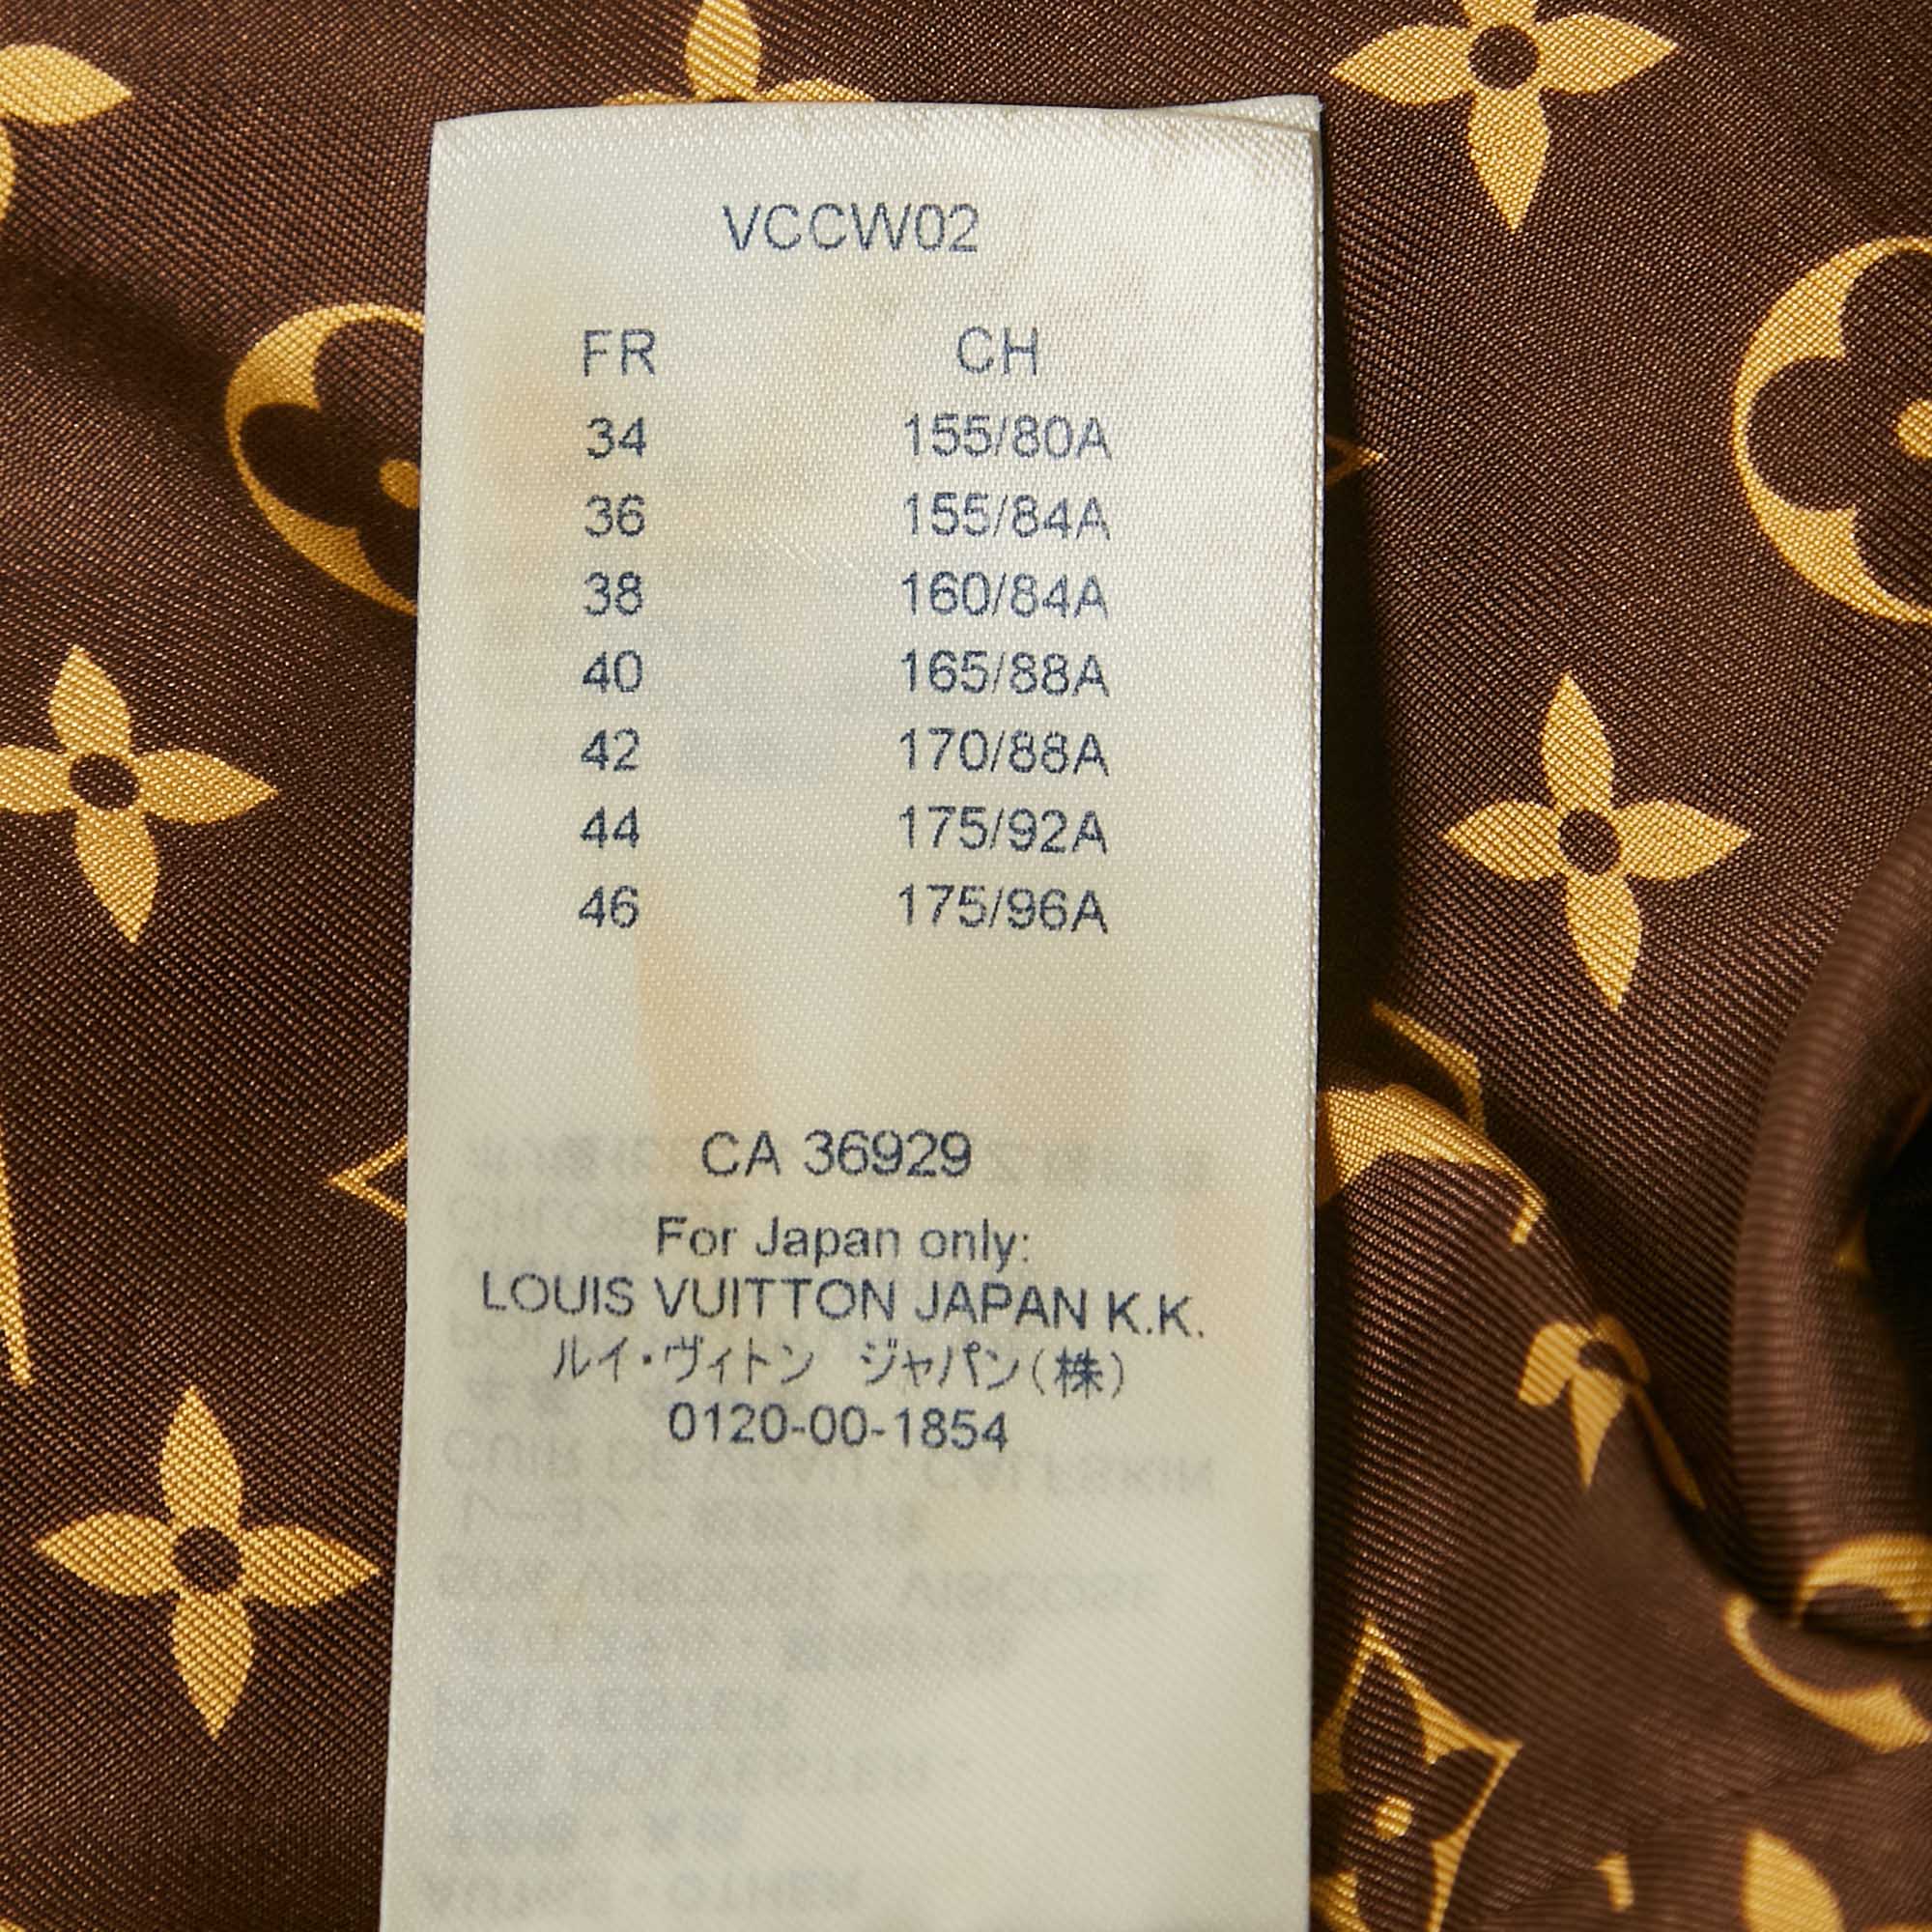 VCCW02
FR CH
34 155/80A
36 155/84A
38 160/84A
40 165/88A
42 170/88A
44 175/92A
46 175/96A
CA 36929
For Japan only:
LOUIS VUITTON JAPAN K.K.
ルイ・ヴィトン ジャパン(株)
0120-00-1854